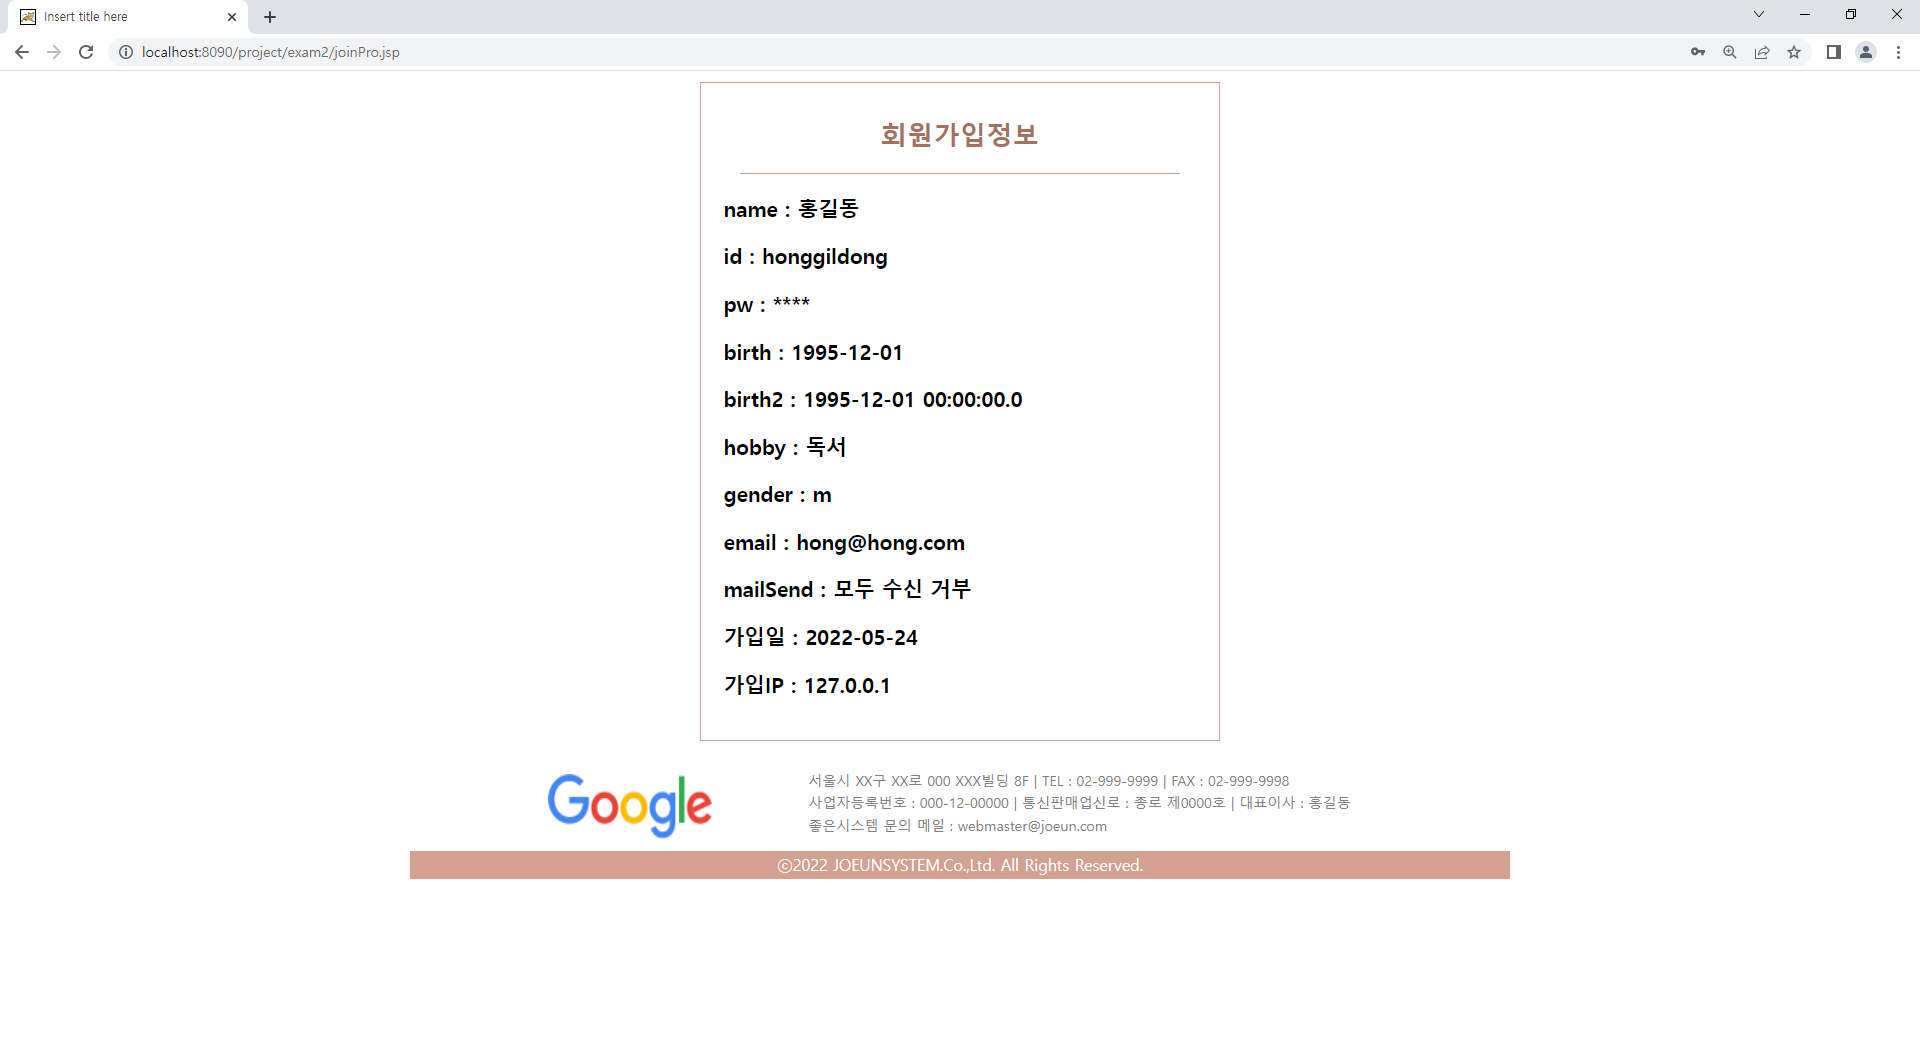 Insert title here
localhost:8090/project/exam2/joinPro.jsp
회원가입정보
name : 홍길동
id : honggildong
pw : ****
birth : 1995-12-01
birth2 : 1995-12-01 00:00:00.0
hobby : 독서
gender : m
email : hong@hong.com
mailSend : 모두 수신 거부
가입일 : 2022-05-24
가입IP : 127.0.0.1
Google
서울시 XX구 XX로 000 XXX빌딩 8F | TEL : 02-999-9999 | FAX : 02-999-9998
사업자등록번호 : 000-12-00000 | 통신판매업신로 : 종로 제0000호 | 대표이사 : 홍길동
좋은시스템 문의 메일 : webmaster@joeun.com
ⓒ2022 JOEUNSYSTEM.Co.,Ltd. All Rights Reserved.